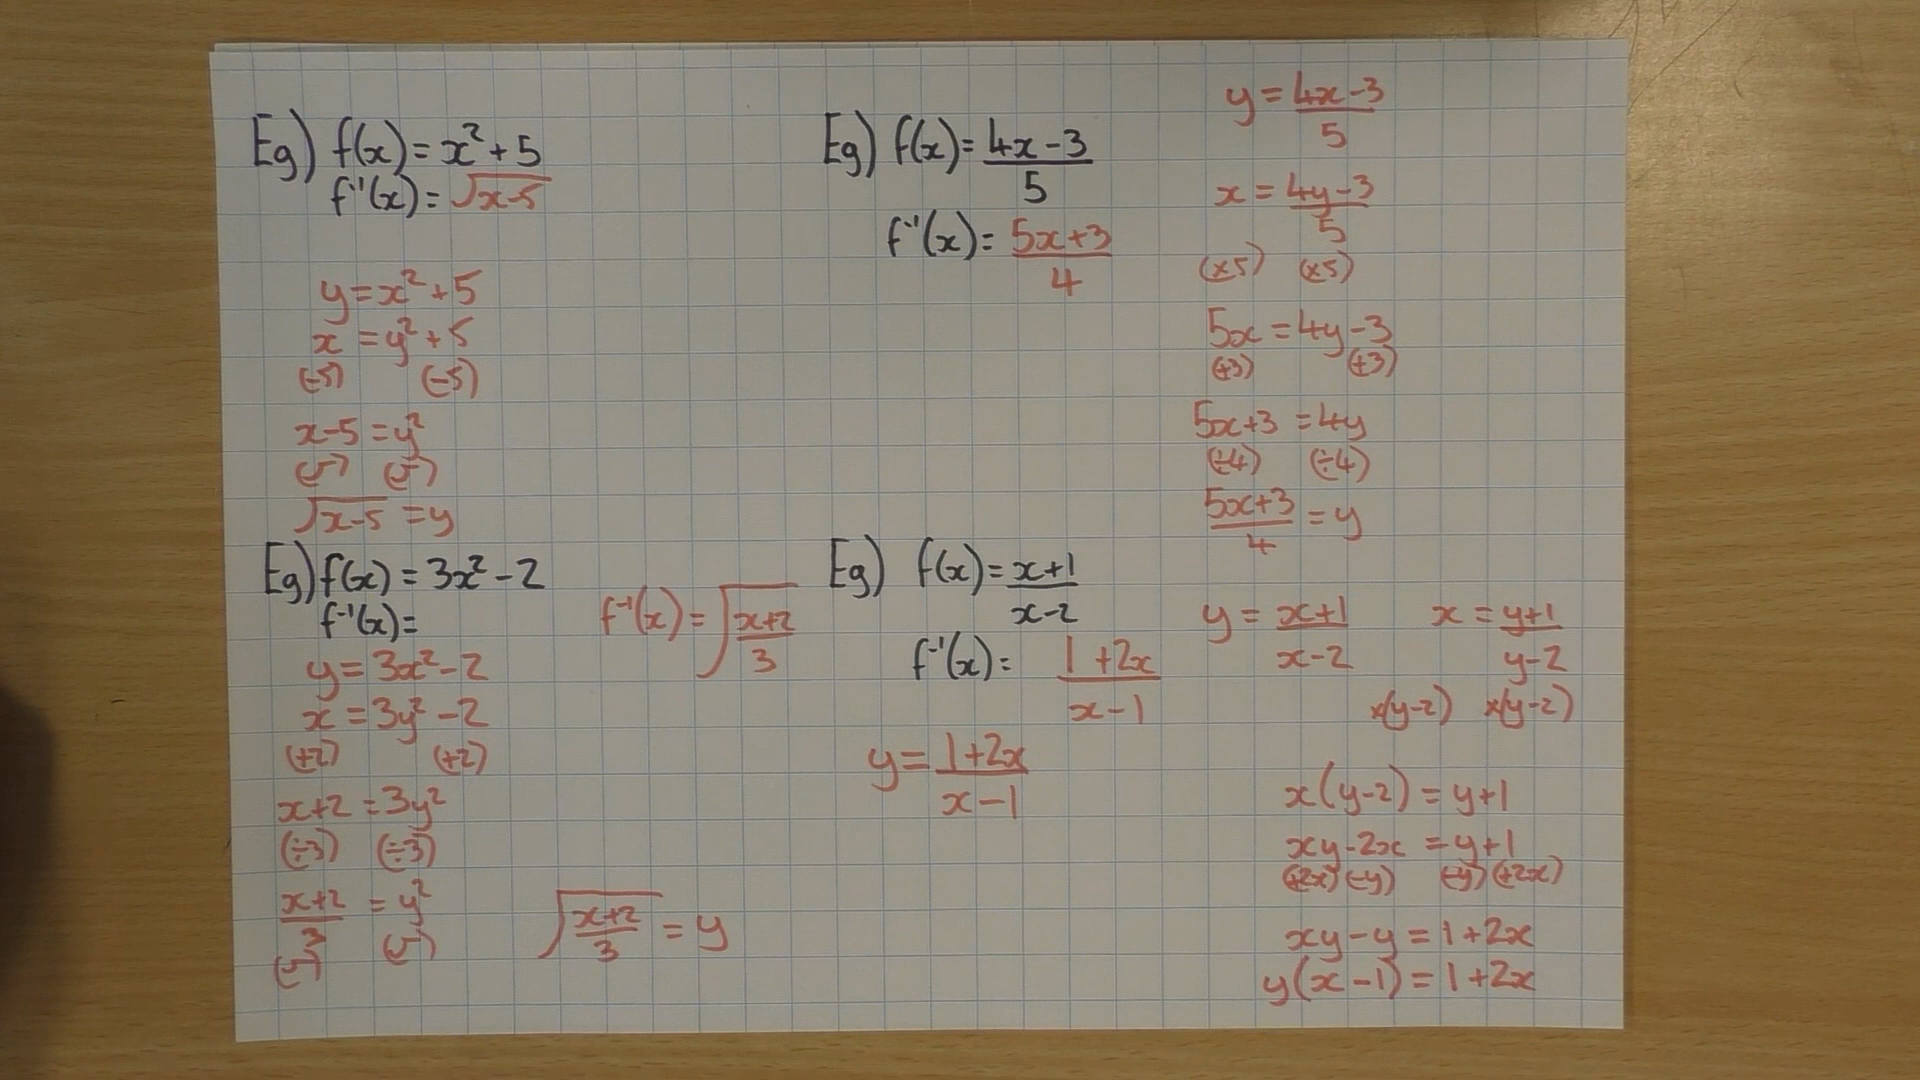 Eg) f(x) = x² + 5
f⁻¹(x) = √(x-5)
y = x² + 5
x = y² + 5
(-5) (-5)
x-5 = y²
(√) (√)
√(x-5) = y
Eg) f(x) = (4x-3)/5
f⁻¹(x) = (5x+3)/4
y = (4x-3)/5
x = (4y-3)/5
(×5) (×5)
5x = 4y-3
(+3) (+3)
5x+3 = 4y
(÷4) (÷4)
(5x+3)/4 = y
Eg) f(x) = 3x² - 2
f⁻¹(x) =
f⁻¹(x) = √((x+2)/3)
y = 3x² - 2
x = 3y² - 2
(+2) (+2)
x+2 = 3y²
(÷3) (÷3)
(x+2)/3 = y²
(√) (√)
√((x+2)/3) = y
Eg) f(x) = (x+1)/(x-2)
f⁻¹(x) = (1+2x)/(x-1)
y = (1+2x)/(x-1)
y = (x+1)/(x-2)
x = (y+1)/(y-2)
×(y-2) ×(y-2)
x(y-2) = y+1
xy-2x = y+1
(+2x) (-y) (-y) (+2x)
xy-y = 1+2x
y(x-1) = 1+2x